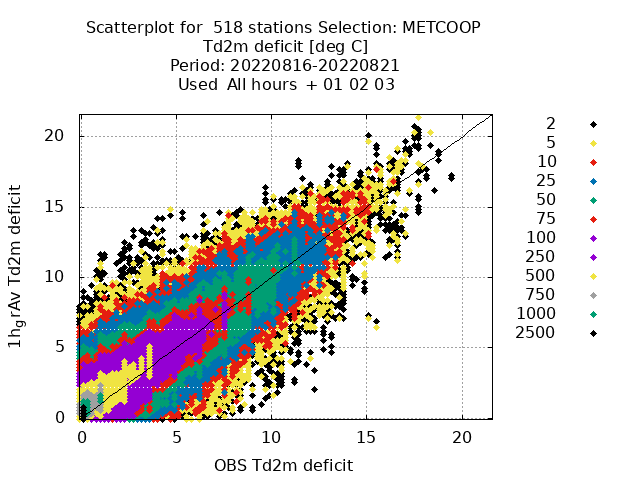 Scatterplot for  518 stations Selection: METCOOP
Td2m deficit [deg C]
Period: 20220816-20220821
Used  All hours  + 01 02 03
20
15
10
5
0
0 5 10 15 20
1hgrAv Td2m deficit
OBS Td2m deficit
2
5
10
25
50
75
100
250
500
750
1000
2500